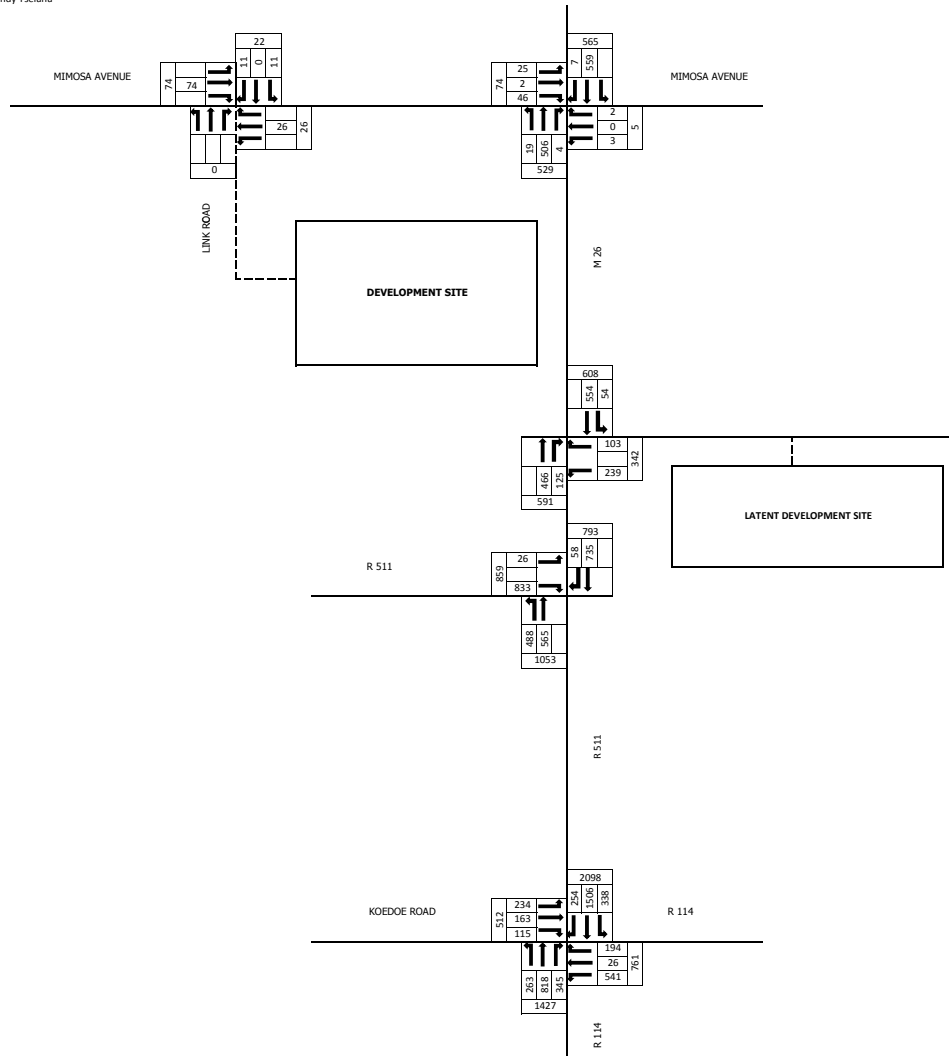 22
11 0 11
MIMOSA AVENUE
74
74
26
26
0
565
7 559
74
25
2
46
MIMOSA AVENUE
2
0
3
5
19 506 4
529
LINK ROAD
M 26
DEVELOPMENT SITE
608
554 54
103
239
342
466 125
591
LATENT DEVELOPMENT SITE
793
58 735
R 511
859
26
833
488 565
1053
R 511
2098
254 1506 338
KOEDOE ROAD
512
234
163
115
R 114
194
26
541
761
263 818 345
1427
R 114